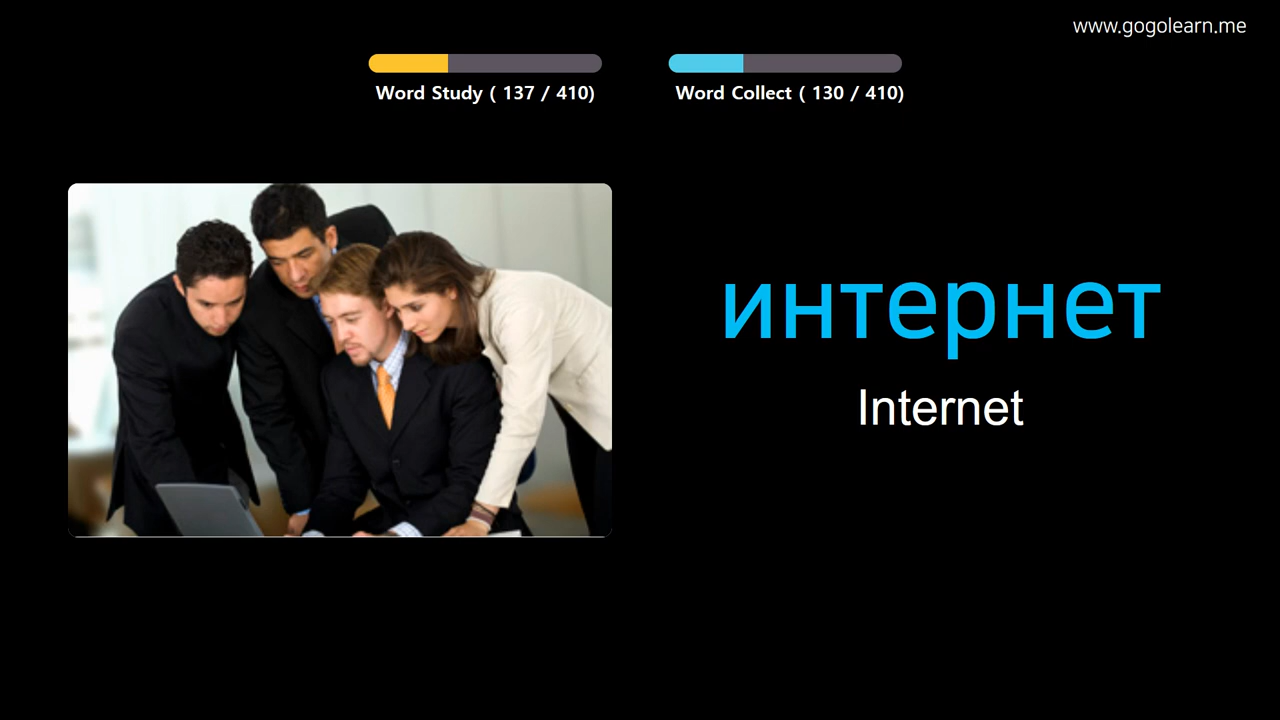 www.gogolearn.me
Word Study ( 137 / 410)
Word Collect ( 130 / 410)
интернет
Internet